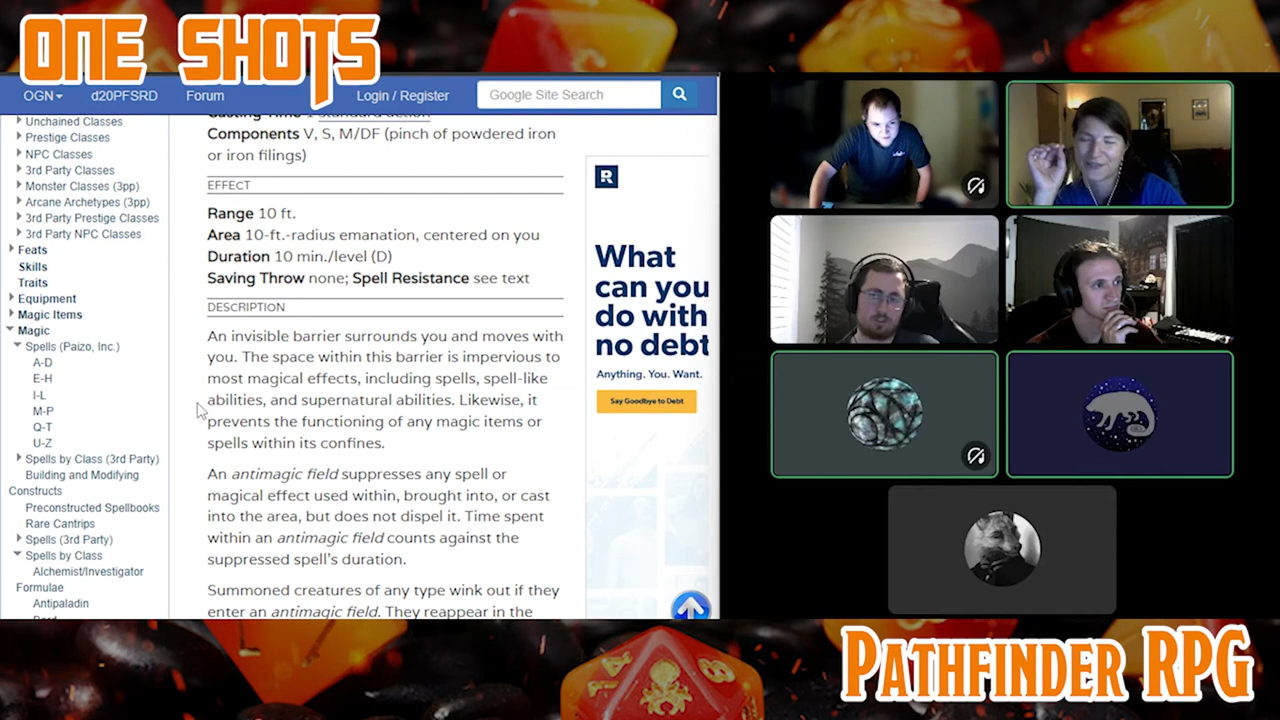 ONE SHOTS
OGN
d20PFSRD
Forum
Login / Register
Google Site Search
Unchained Classes
Prestige Classes
NPC Classes
3rd Party Classes
Monster Classes (3pp)
Arcane Archetypes (3pp)
3rd Party Prestige Classes
3rd Party NPC Classes
Feats
Skills
Traits
Equipment
Magic Items
Magic
Spells (Paizo, Inc.)
A-D
E-H
I-L
M-P
Q-T
U-Z
Spells by Class (3rd Party)
Building and Modifying
Constructs
Preconstructed Spellbooks
Rare Cantrips
Spells (3rd Party)
Spells by Class
Alchemist/Investigator
Formulae
Antipaladin
Casting Time 1 standard action
Components V, S, M/DF (pinch of powdered iron
or iron filings)
EFFECT
Range 10 ft.
Area 10-ft.-radius emanation, centered on you
Duration 10 min./level (D)
Saving Throw none; Spell Resistance see text
DESCRIPTION
An invisible barrier surrounds you and moves with
you. The space within this barrier is impervious to
most magical effects, including spells, spell-like
abilities, and supernatural abilities. Likewise, it
prevents the functioning of any magic items or
spells within its confines.
An antimagic field suppresses any spell or
magical effect used within, brought into, or cast
into the area, but does not dispel it. Time spent
within an antimagic field counts against the
suppressed spell's duration.
Summoned creatures of any type wink out if they
enter an antimagic field. They reappear in the
R
What
can you
do with
no debt
Anything. You. Want.
Say Goodbye to Debt
PATHFINDER RPG